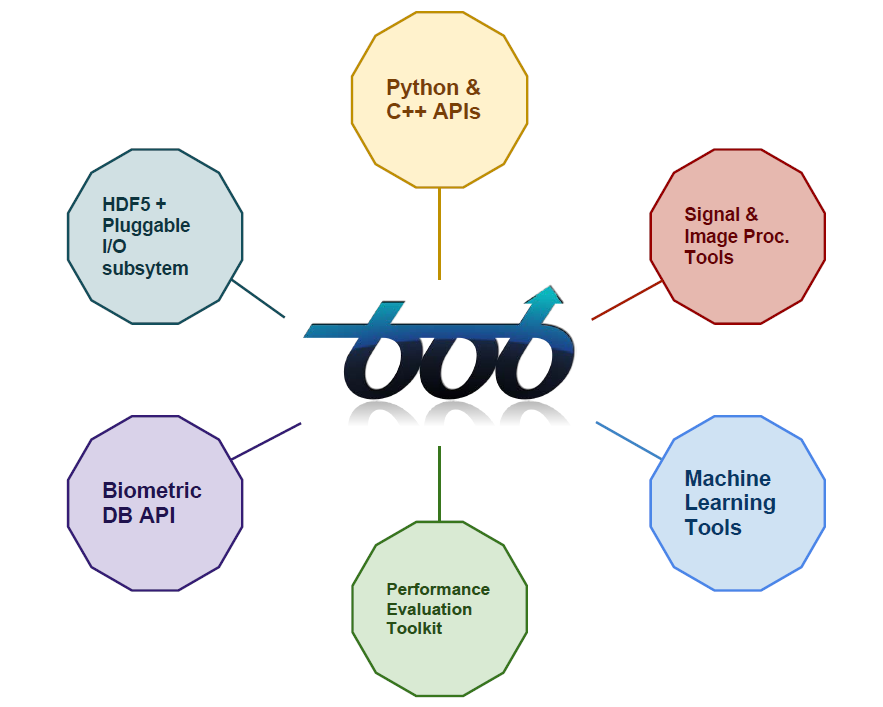 Python &
C++ APIs
HDF5 +
Pluggable
I/O
subsytem
Signal &
Image Proc.
Tools
bob
Biometric
DB API
Machine
Learning
Tools
Performance
Evaluation
Toolkit